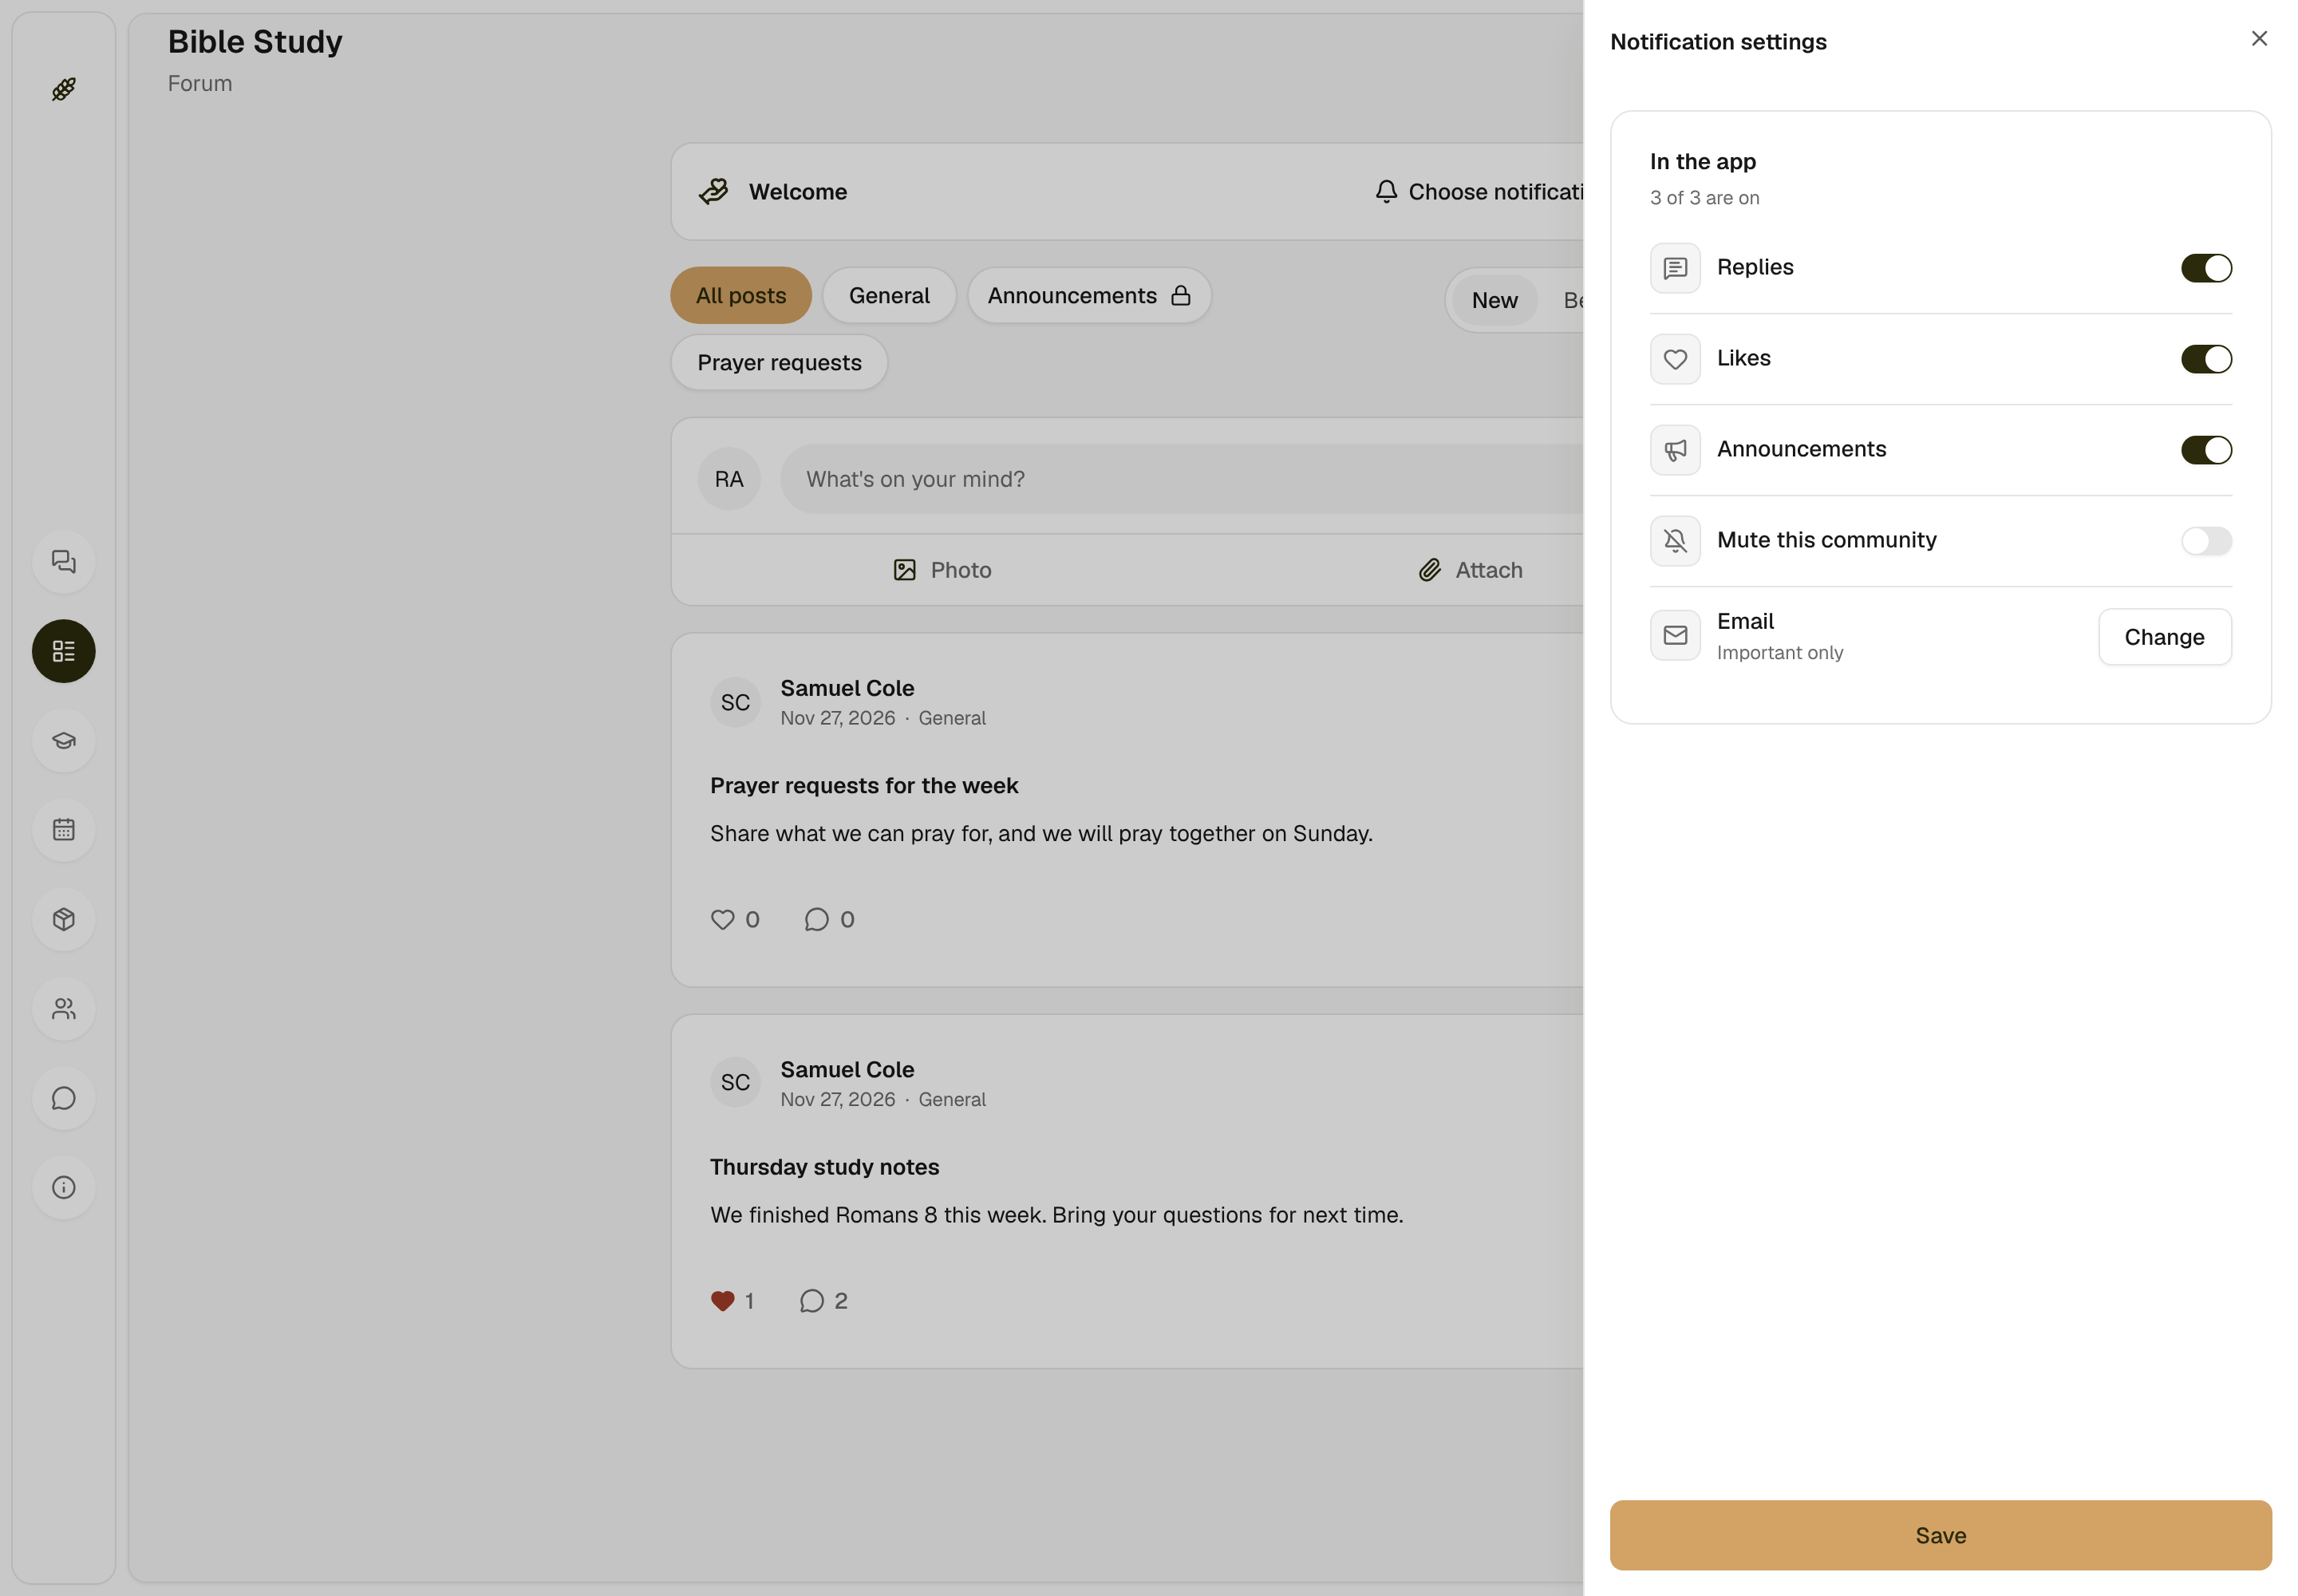 Bible Study
Forum
Welcome
Choose
All posts
General
Announcements
New
Prayer requests
RA
What's on your mind?
Photo
Attach
SC
Samuel Cole
Nov 27, 2026 · General
Prayer requests for the week
Share what we can pray for, and we will pray together on Sunday.
0
0
SC
Samuel Cole
Nov 27, 2026 · General
Thursday study notes
We finished Romans 8 this week. Bring your questions for next time.
1
2
Notification settings
In the app
3 of 3 are on
Replies
Likes
Announcements
Mute this community
Email
Important only
Change
Save